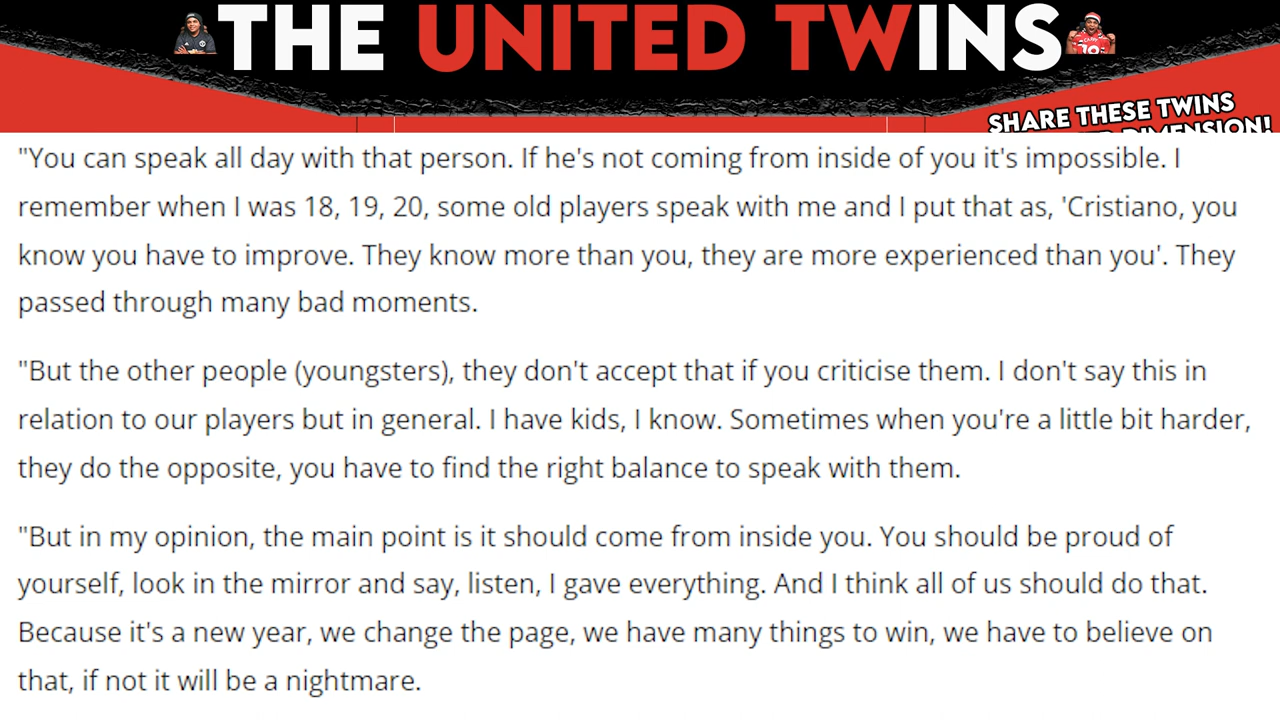 THE UNITED TWINS
SHARE THESE TWINS
DIMENSION!
"You can speak all day with that person. If he's not coming from inside of you it's impossible. I
remember when I was 18, 19, 20, some old players speak with me and I put that as, 'Cristiano, you
know you have to improve. They know more than you, they are more experienced than you'. They
passed through many bad moments.
"But the other people (youngsters), they don't accept that if you criticise them. I don't say this in
relation to our players but in general. I have kids, I know. Sometimes when you're a little bit harder,
they do the opposite, you have to find the right balance to speak with them.
"But in my opinion, the main point is it should come from inside you. You should be proud of
yourself, look in the mirror and say, listen, I gave everything. And I think all of us should do that.
Because it's a new year, we change the page, we have many things to win, we have to believe on
that, if not it will be a nightmare.